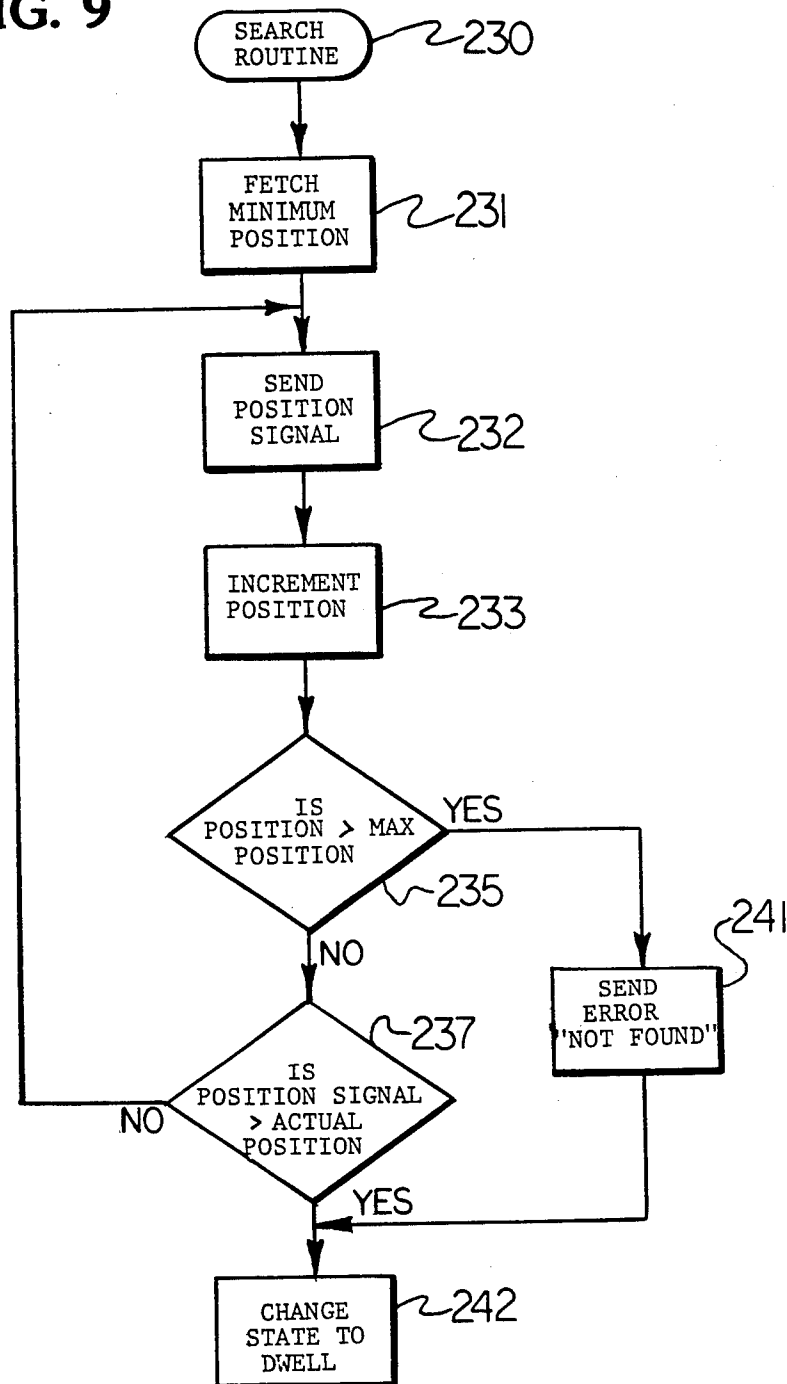 IG. 9
SEARCH
ROUTINE
230
FETCH
MINIMUM
POSITION
231
SEND
POSITION
SIGNAL
232
INCREMENT
POSITION
233
IS
POSITION > MAX
POSITION
YES
235
NO
241
SEND
ERROR
"NOT FOUND"
237
IS
POSITION SIGNAL
> ACTUAL
POSITION
NO
YES
CHANGE
STATE TO
DWELL
242